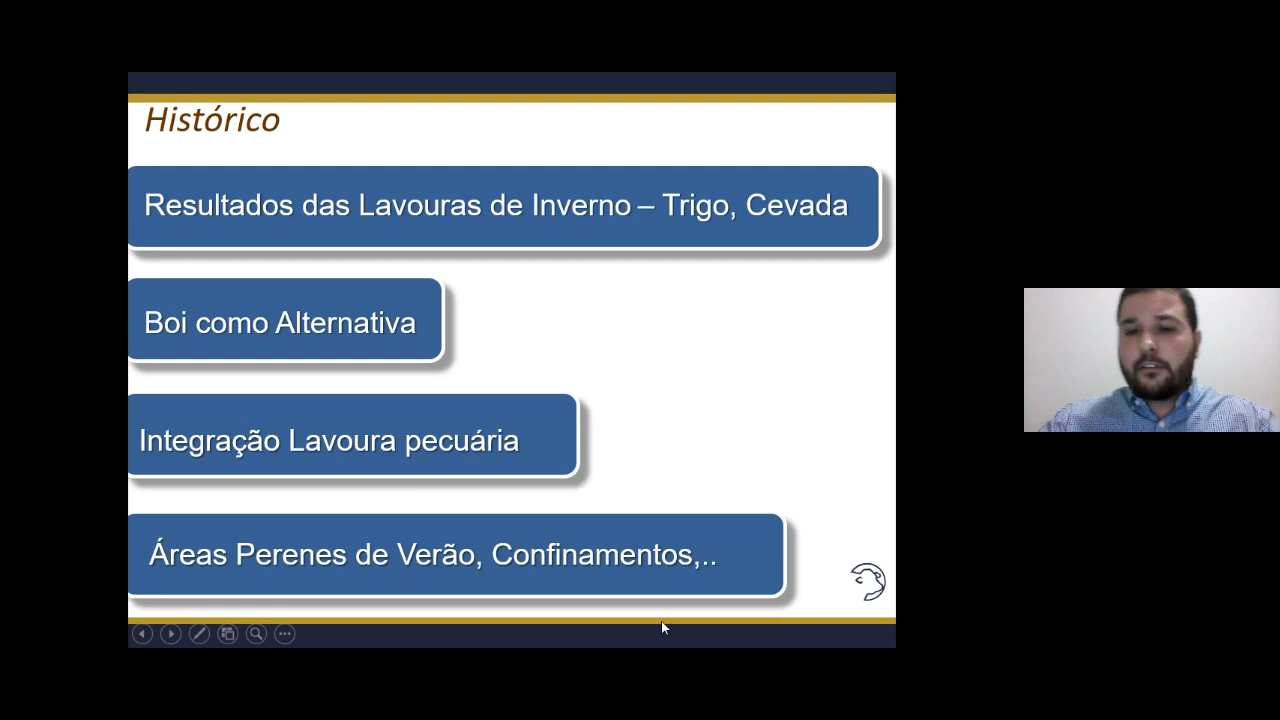 Histórico
Resultados das Lavouras de Inverno – Trigo, Cevada
Boi como Alternativa
Integração Lavoura pecuária
Áreas Perenes de Verão, Confinamentos,..